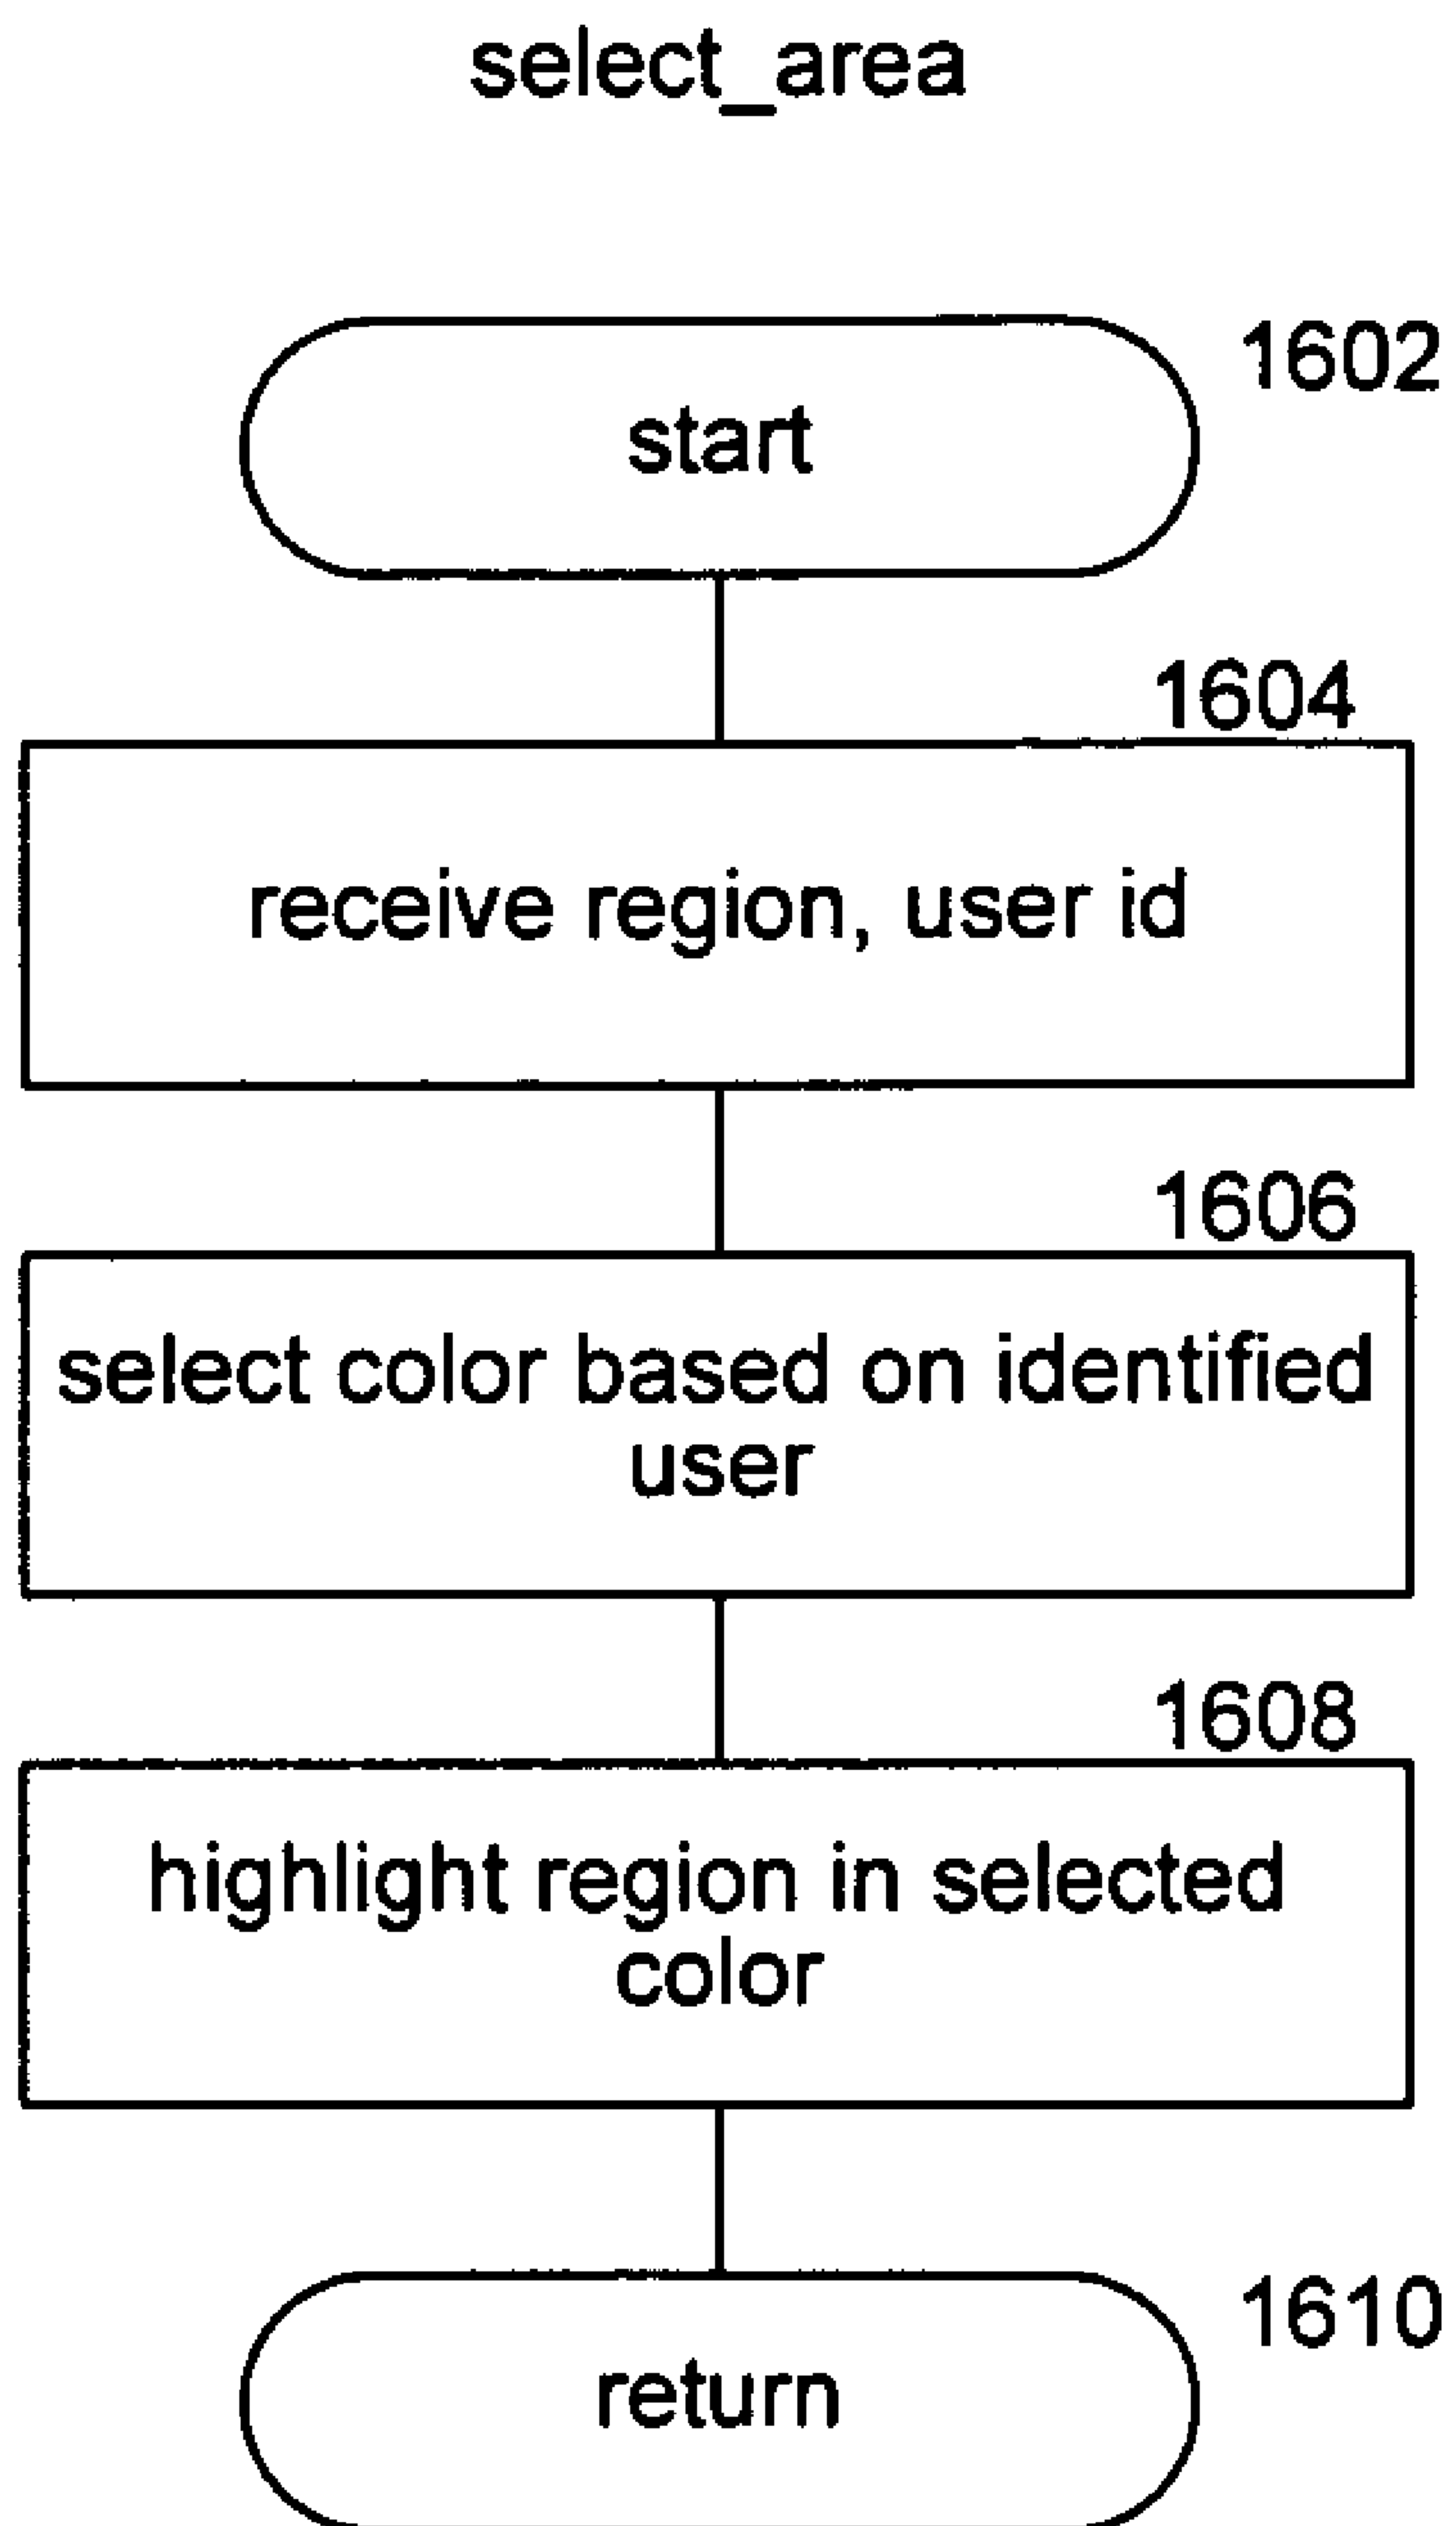 select_area
1602
start
1604
receive region, user id
1606
select color based on identified
user
1608
highlight region in selected
color
1610
return